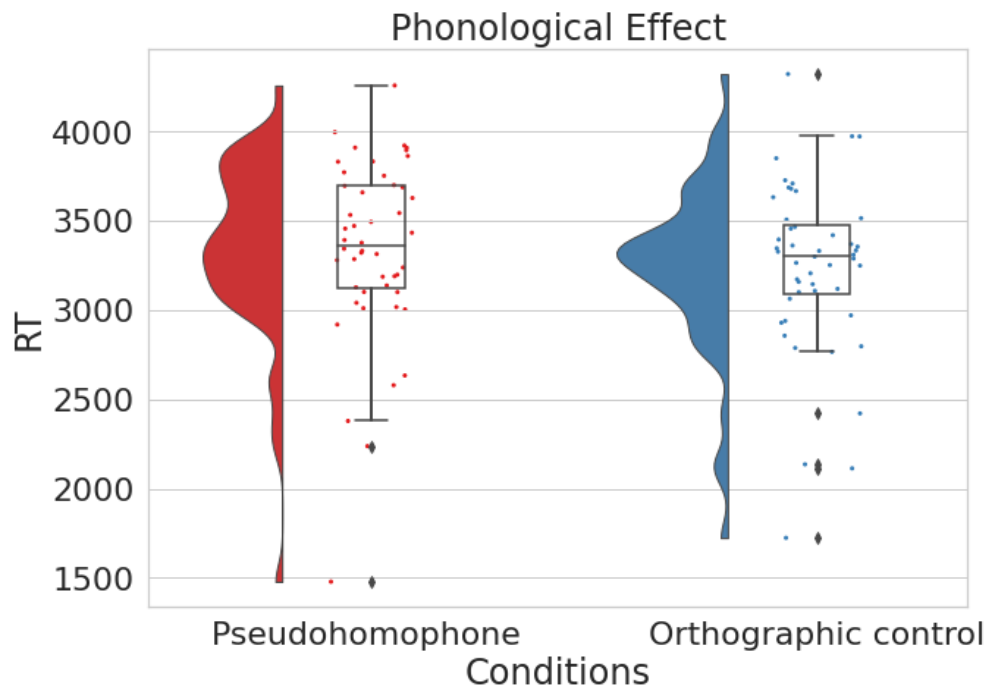 Phonological Effect
RT
4000
3500
3000
2500
2000
1500
Pseudohomophone
Orthographic control
Conditions